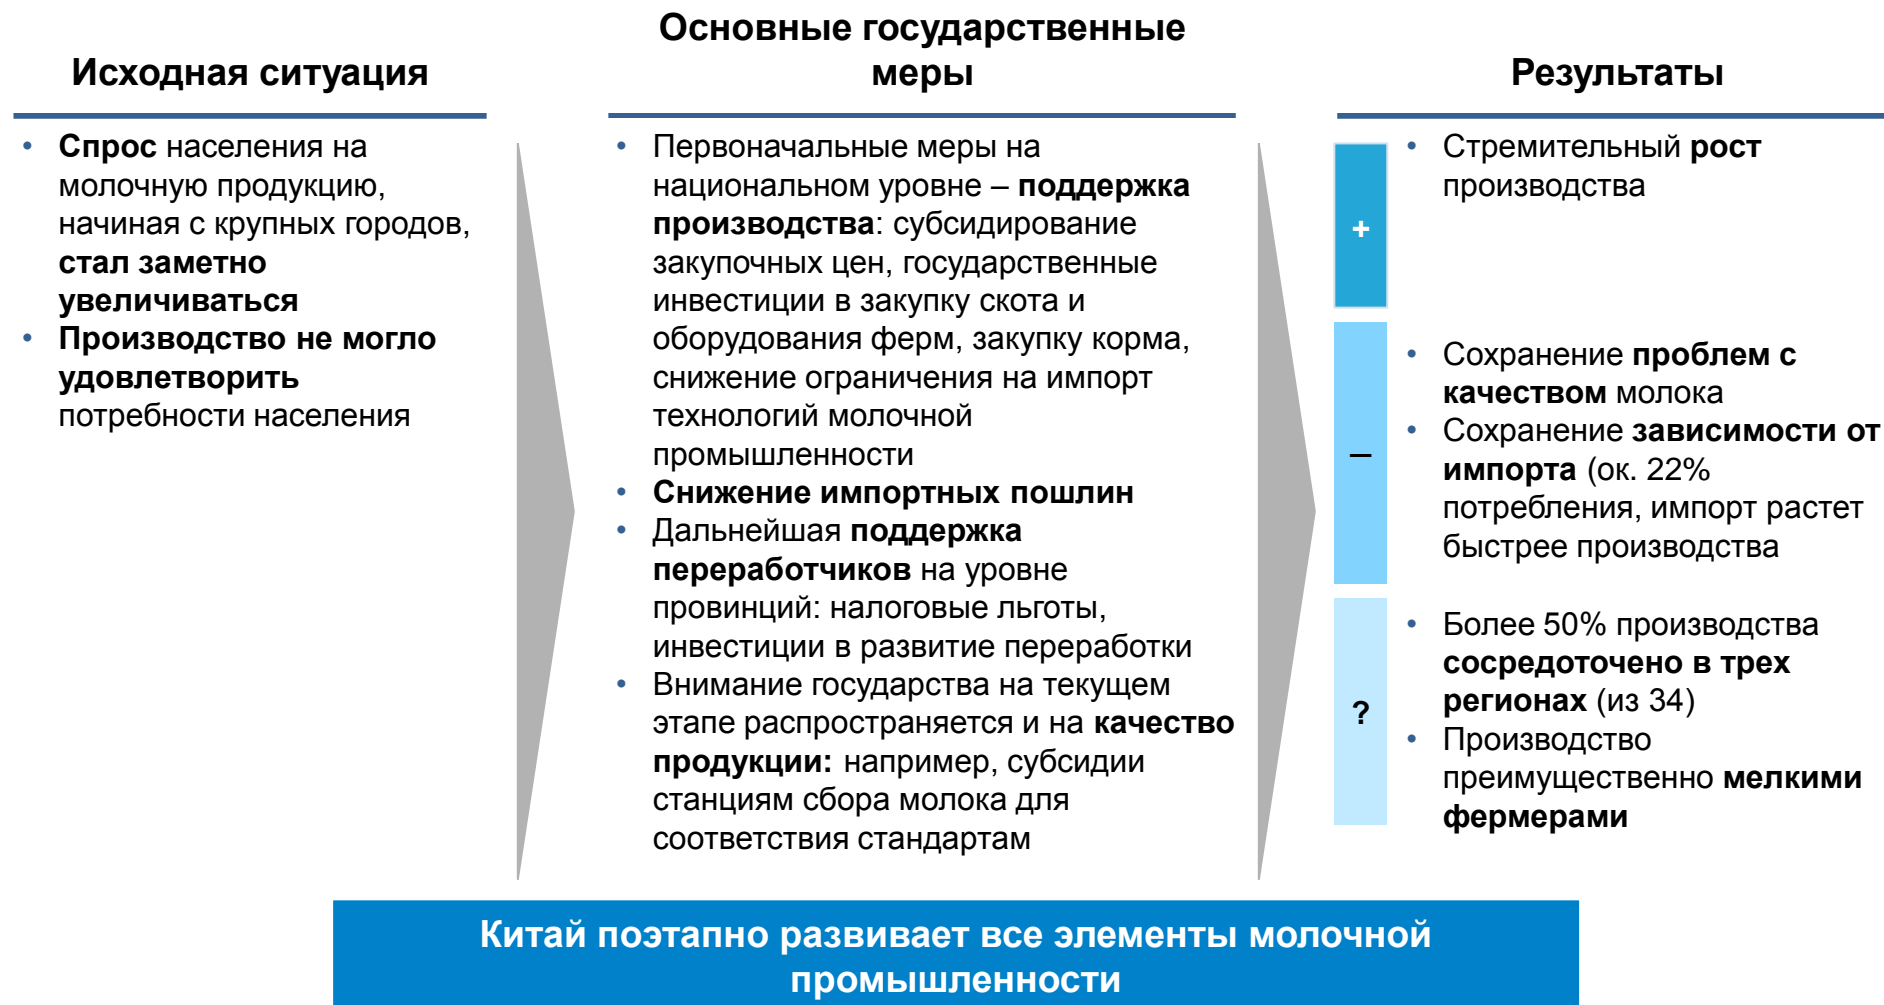 Исходная ситуация
• Спрос населения на
молочную продукцию,
начиная с крупных городов,
стал заметно
увеличиваться
• Производство не могло
удовлетворить
потребности населения
Основные государственные
меры
• Первоначальные меры на
национальном уровне – поддержка
производства: субсидирование
закупочных цен, государственные
инвестиции в закупку скота и
оборудования ферм, закупку корма,
снижение ограничения на импорт
технологий молочной
промышленности
• Снижение импортных пошлин
• Дальнейшая поддержка
переработчиков на уровне
провинций: налоговые льготы,
инвестиции в развитие переработки
• Внимание государства на текущем
этапе распространяется и на качество
продукции: например, субсидии
станциям сбора молока для
соответствия стандартам
Результаты
+
• Стремительный рост
производства
–
• Сохранение проблем с
качеством молока
• Сохранение зависимости от
импорта (ок. 22%
потребления, импорт растет
быстрее производства
?
• Более 50% производства
сосредоточено в трех
регионах (из 34)
• Производство
преимущественно мелкими
фермерами
Китай поэтапно развивает все элементы молочной
промышленности